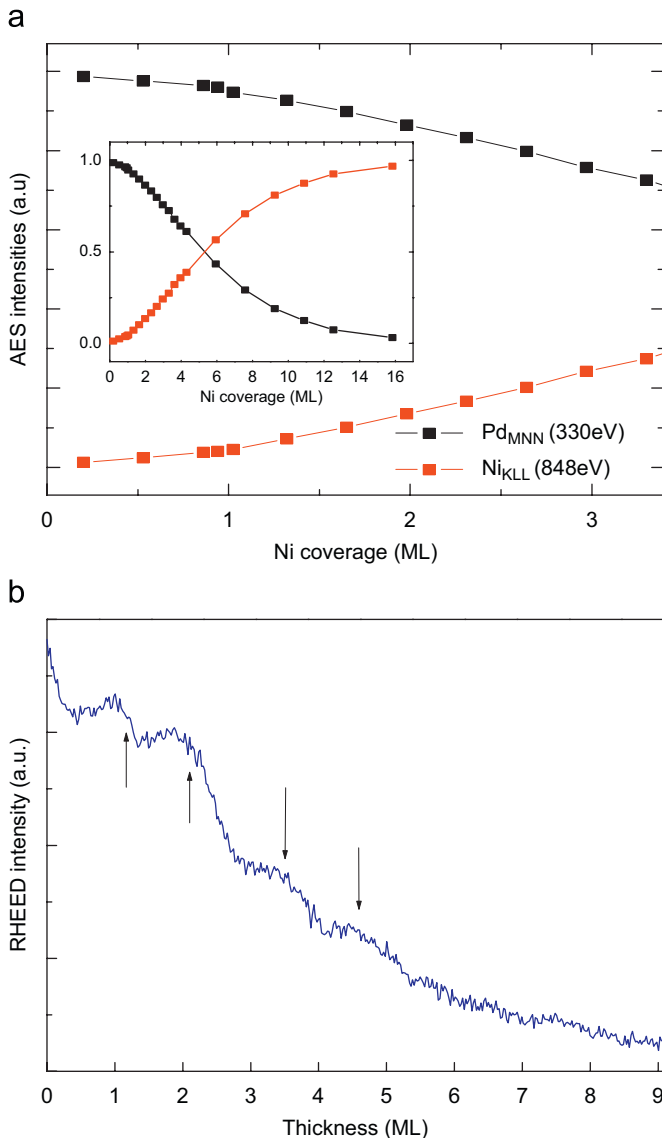 a
AES intensities (a.u)
1.0
0.5
0.0
0 2 4 6 8 10 12 14 16
Ni coverage (ML)
PdMNN (330eV)
NiKLL (848eV)
0 1 2 3
Ni coverage (ML)
b
RHEED intensity (a.u.)
0 1 2 3 4 5 6 7 8 9
Thickness (ML)